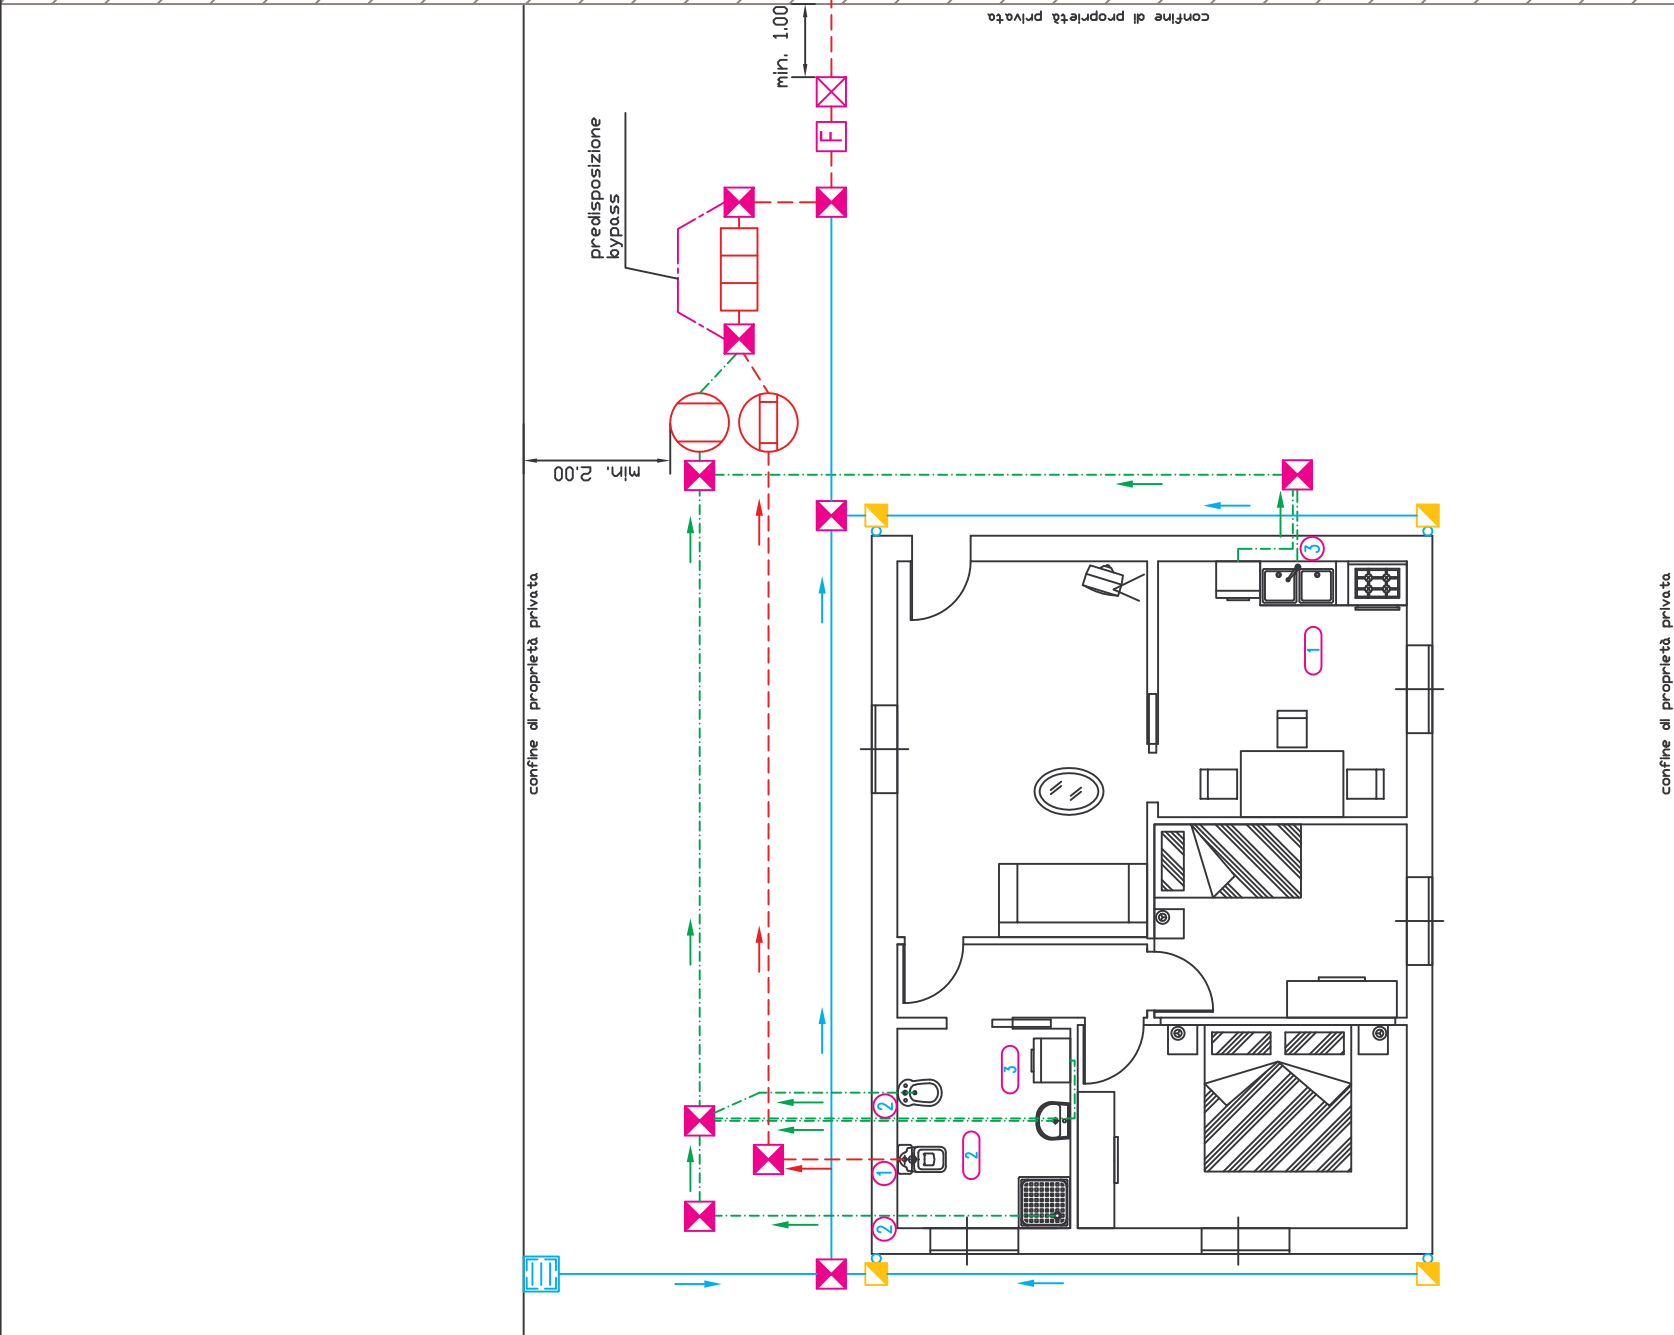 confine di proprietà privata
min. 1.00
F
predisposizione
bypass
min. 2.00
3
confine di proprietà privata
confine di proprietà privata
1
3
2
2
1
2